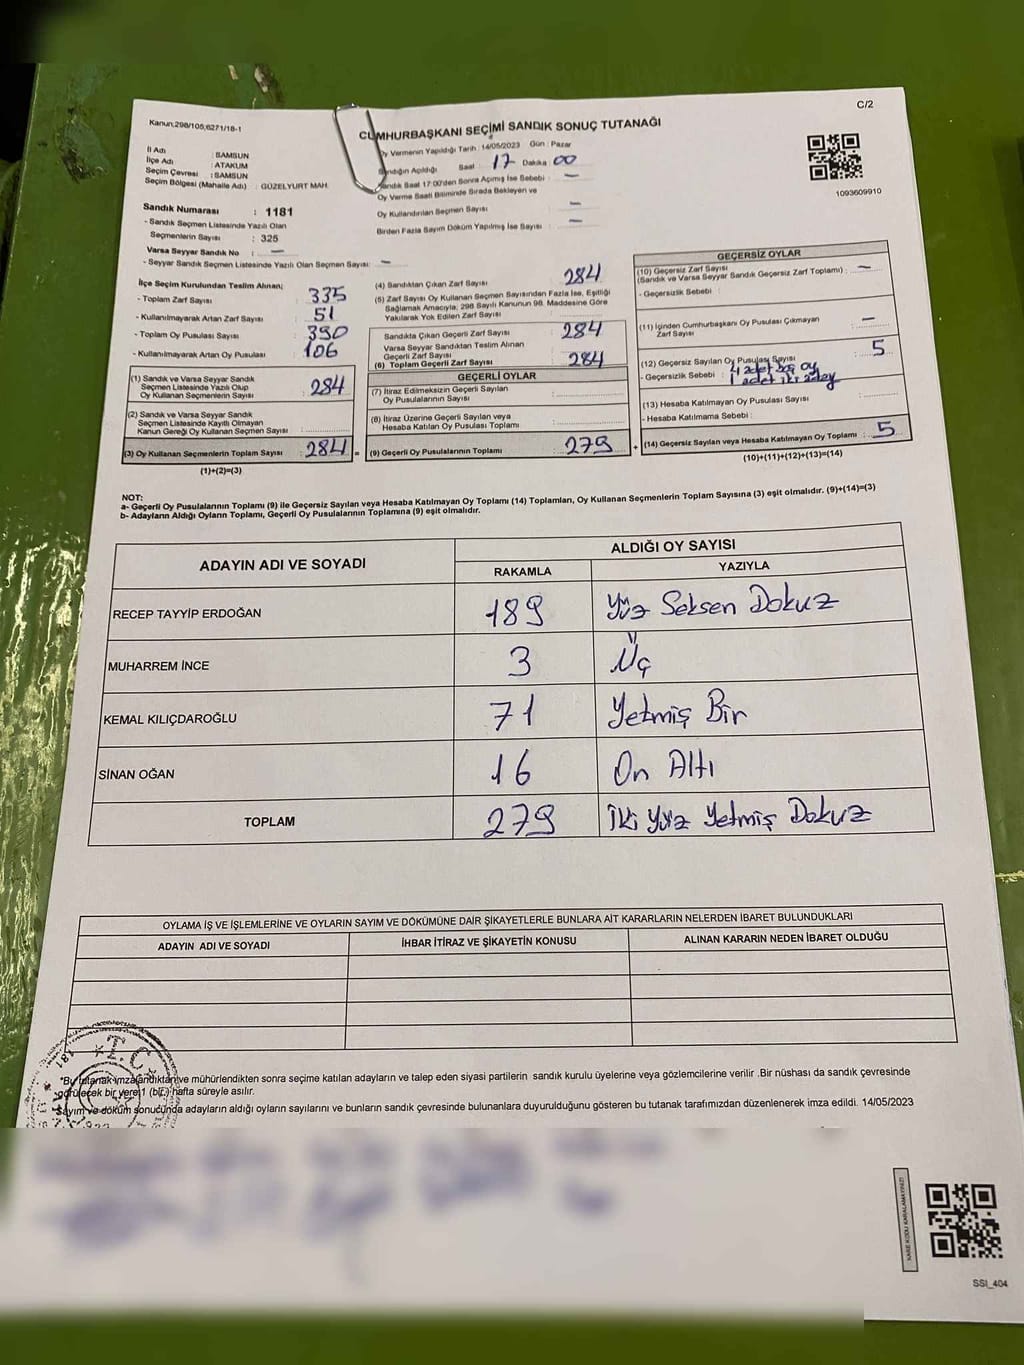 C/2
Kanun,298/105,6271/18-1
CUMHURBAŞKANI SEÇİMİ SANDIK SONUÇ TUTANAĞI
İl Adı : SAMSUN
İlçe Adı : ATAKUM
Seçim Çevresi : SAMSUN
Seçim Bölgesi (Mahalle Adı) : GÜZELYURT MAH.
Oy Vermenin Yapıldığı Tarih : 14/05/2023 Gün : Pazar
Sandığın Açıldığı Saat 17 Dakika 00
Sandık Saat 17:00'den Sonra Açılmış İse Sebebi : —
Oy Verme Saati Bitiminde Sırada Bekleyen ve
Oy Kullandırılan Seçmen Sayısı : —
Birden Fazla Sayım Döküm Yapılmış İse Sayısı : —
1093609910
Sandık Numarası : 1181
- Sandık Seçmen Listesinde Yazılı Olan
Seçmenlerin Sayısı : 325
Varsa Seyyar Sandık No : —
- Seyyar Sandık Seçmen Listesinde Yazılı Olan Seçmen Sayısı: —
İlçe Seçim Kurulundan Teslim Alınan;
- Toplam Zarf Sayısı : 335
- Kullanılmayarak Artan Zarf Sayısı : 51
- Toplam Oy Pusulası Sayısı : 390
- Kullanılmayarak Artan Oy Pusulası : 106
(1) Sandık ve Varsa Seyyar Sandık
Seçmen Listesinde Yazılı Olup
Oy Kullanan Seçmenlerin Sayısı : 284
(2) Sandık ve Varsa Seyyar Sandık
Seçmen Listesinde Kayıtlı Olmayan
Kanun Gereği Oy Kullanan Seçmen Sayısı :
(3) Oy Kullanan Seçmenlerin Toplam Sayısı : 284 =
(1)+(2)=(3)
(4) Sandıktan Çıkan Zarf Sayısı : 284
(5) Zarf Sayısı Oy Kullanan Seçmen Sayısından Fazla İse, Eşitliği
Sağlamak Amacıyla; 298 Sayılı Kanunun 98. Maddesine Göre
Yakılarak Yok Edilen Zarf Sayısı :
Sandıkta Çıkan Geçerli Zarf Sayısı : 284
Varsa Seyyar Sandıktan Teslim Alınan
Geçerli Zarf Sayısı
(6) Toplam Geçerli Zarf Sayısı : 284
GEÇERLİ OYLAR
(7) İtiraz Edilmeksizin Geçerli Sayılan
Oy Pusulalarının Sayısı :
(8) İtiraz Üzerine Geçerli Sayılan veya
Hesaba Katılan Oy Pusulası Toplamı :
(9) Geçerli Oy Pusulalarının Toplamı : 279 +
GEÇERSİZ OYLAR
(10) Geçersiz Zarf Sayısı
(Sandık ve Varsa Seyyar Sandık Geçersiz Zarf Toplamı) : —
- Geçersizlik Sebebi :
(11) İçinden Cumhurbaşkanı Oy Pusulası Çıkmayan
Zarf Sayısı : —
(12) Geçersiz Sayılan Oy Pusulası Sayısı : 5
- Geçersizlik Sebebi : 4 adet boş oy
1 adet iki aday
(13) Hesaba Katılmayan Oy Pusulası Sayısı :
- Hesaba Katılmama Sebebi :
(14) Geçersiz Sayılan veya Hesaba Katılmayan Oy Toplamı : 5
(10)+(11)+(12)+(13)=(14)
NOT:
a- Geçerli Oy Pusulalarının Toplamı (9) ile Geçersiz Sayılan veya Hesaba Katılmayan Oy Toplamı (14) Toplamları, Oy Kullanan Seçmenlerin Toplam Sayısına (3) eşit olmalıdır. (9)+(14)=(3)
b- Adayların Aldığı Oyların Toplamı, Geçerli Oy Pusulalarının Toplamına (9) eşit olmalıdır.
ADAYIN ADI VE SOYADI
ALDIĞI OY SAYISI
RAKAMLA YAZIYLA
RECEP TAYYİP ERDOĞAN 189 Yüz Seksen Dokuz
MUHARREM İNCE 3 Üç
KEMAL KILIÇDAROĞLU 71 Yetmiş Bir
SİNAN OĞAN 16 On Altı
TOPLAM 279 İki Yüz Yetmiş Dokuz
OYLAMA İŞ VE İŞLEMLERİNE VE OYLARIN SAYIM VE DÖKÜMÜNE DAİR ŞİKAYETLERLE BUNLARA AİT KARARLARIN NELERDEN İBARET BULUNDUKLARI
ADAYIN ADI VE SOYADI İHBAR İTİRAZ VE ŞİKAYETİN KONUSU ALINAN KARARIN NEDEN İBARET OLDUĞU
T.C
*Bu tutanak imzalandıktan ve mühürlendikten sonra seçime katılan adayların ve talep eden siyasi partilerin sandık kurulu üyelerine veya gözlemcilerine verilir .Bir nüshası da sandık çevresinde
görülecek bir yere 1 (bir) hafta süreyle asılır.
Sayım ve döküm sonucunda adayların aldığı oyların sayılarını ve bunların sandık çevresinde bulunanlara duyurulduğunu gösteren bu tutanak tarafımızdan düzenlenerek imza edildi. 14/05/2023
KARE KODU KARALAMAYINIZ!
SSI_404